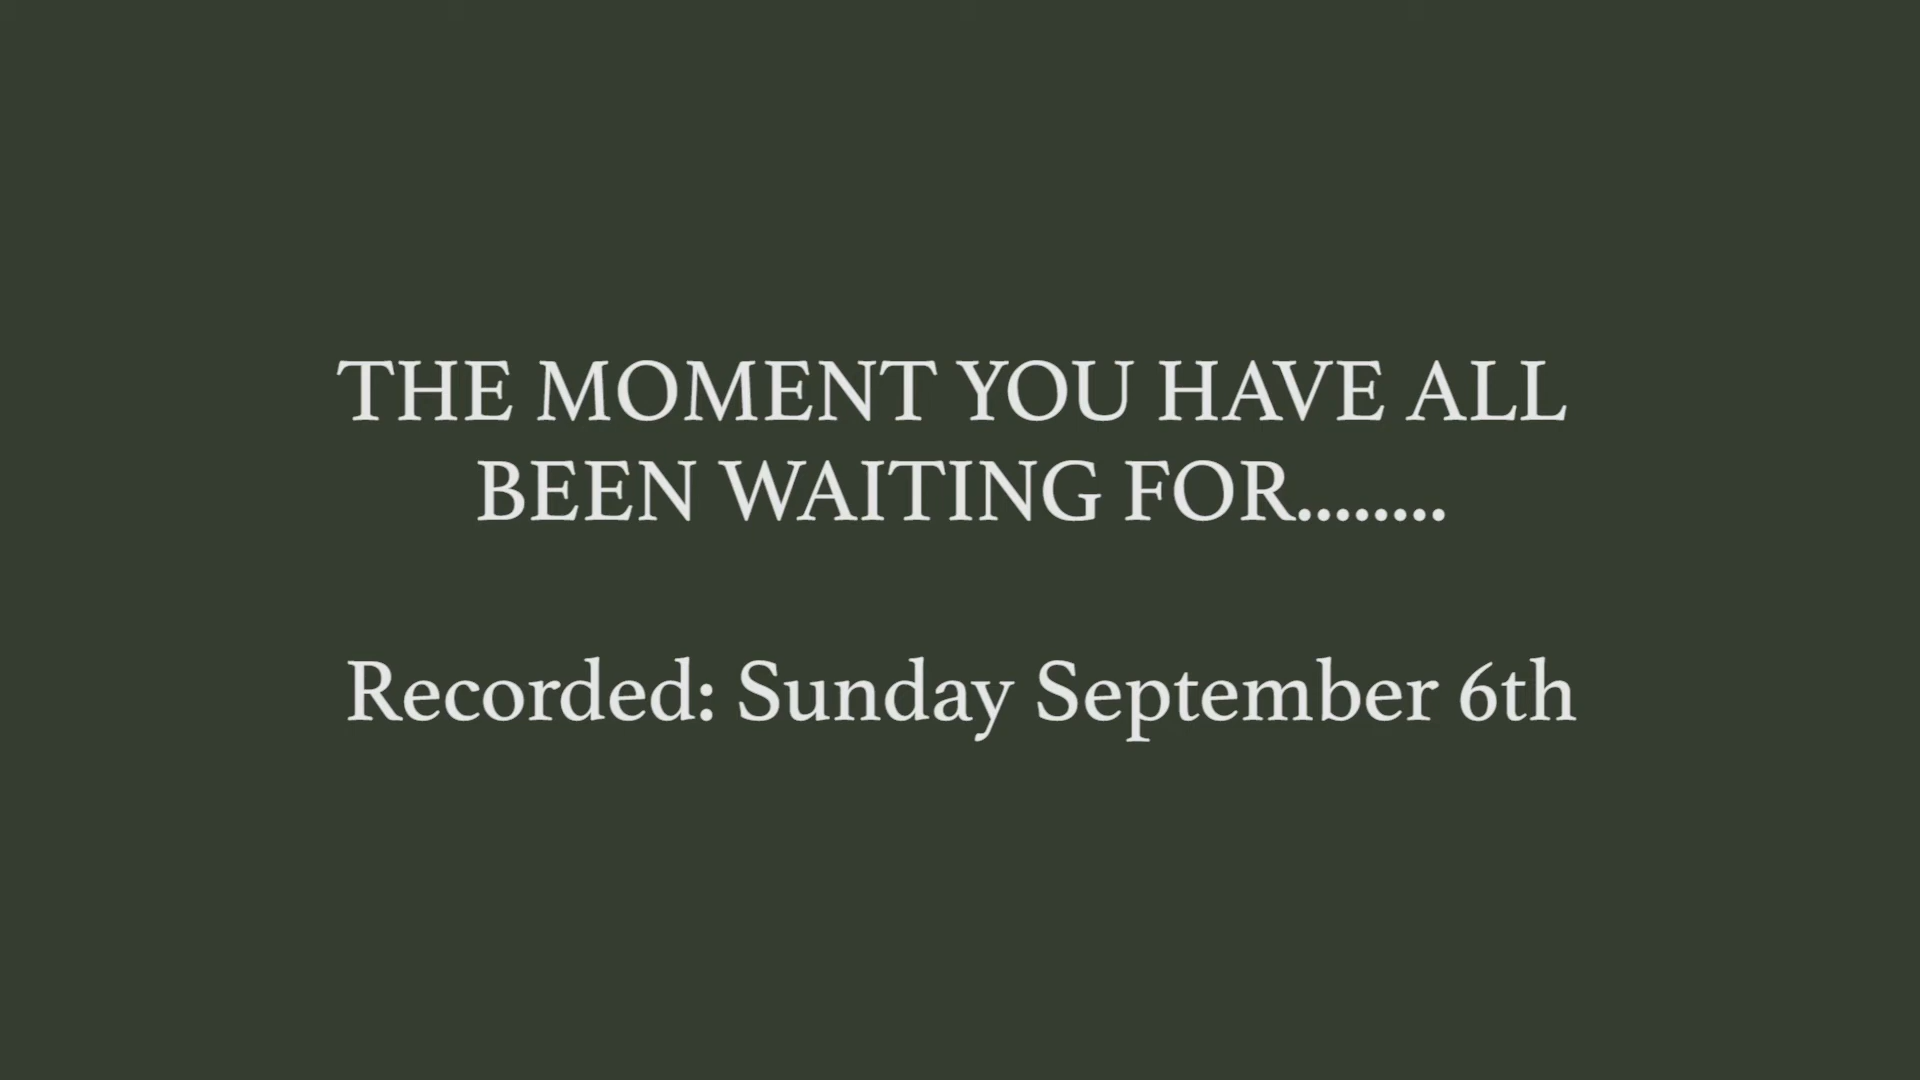 THE MOMENT YOU HAVE ALL
BEEN WAITING FOR........
Recorded: Sunday September 6th